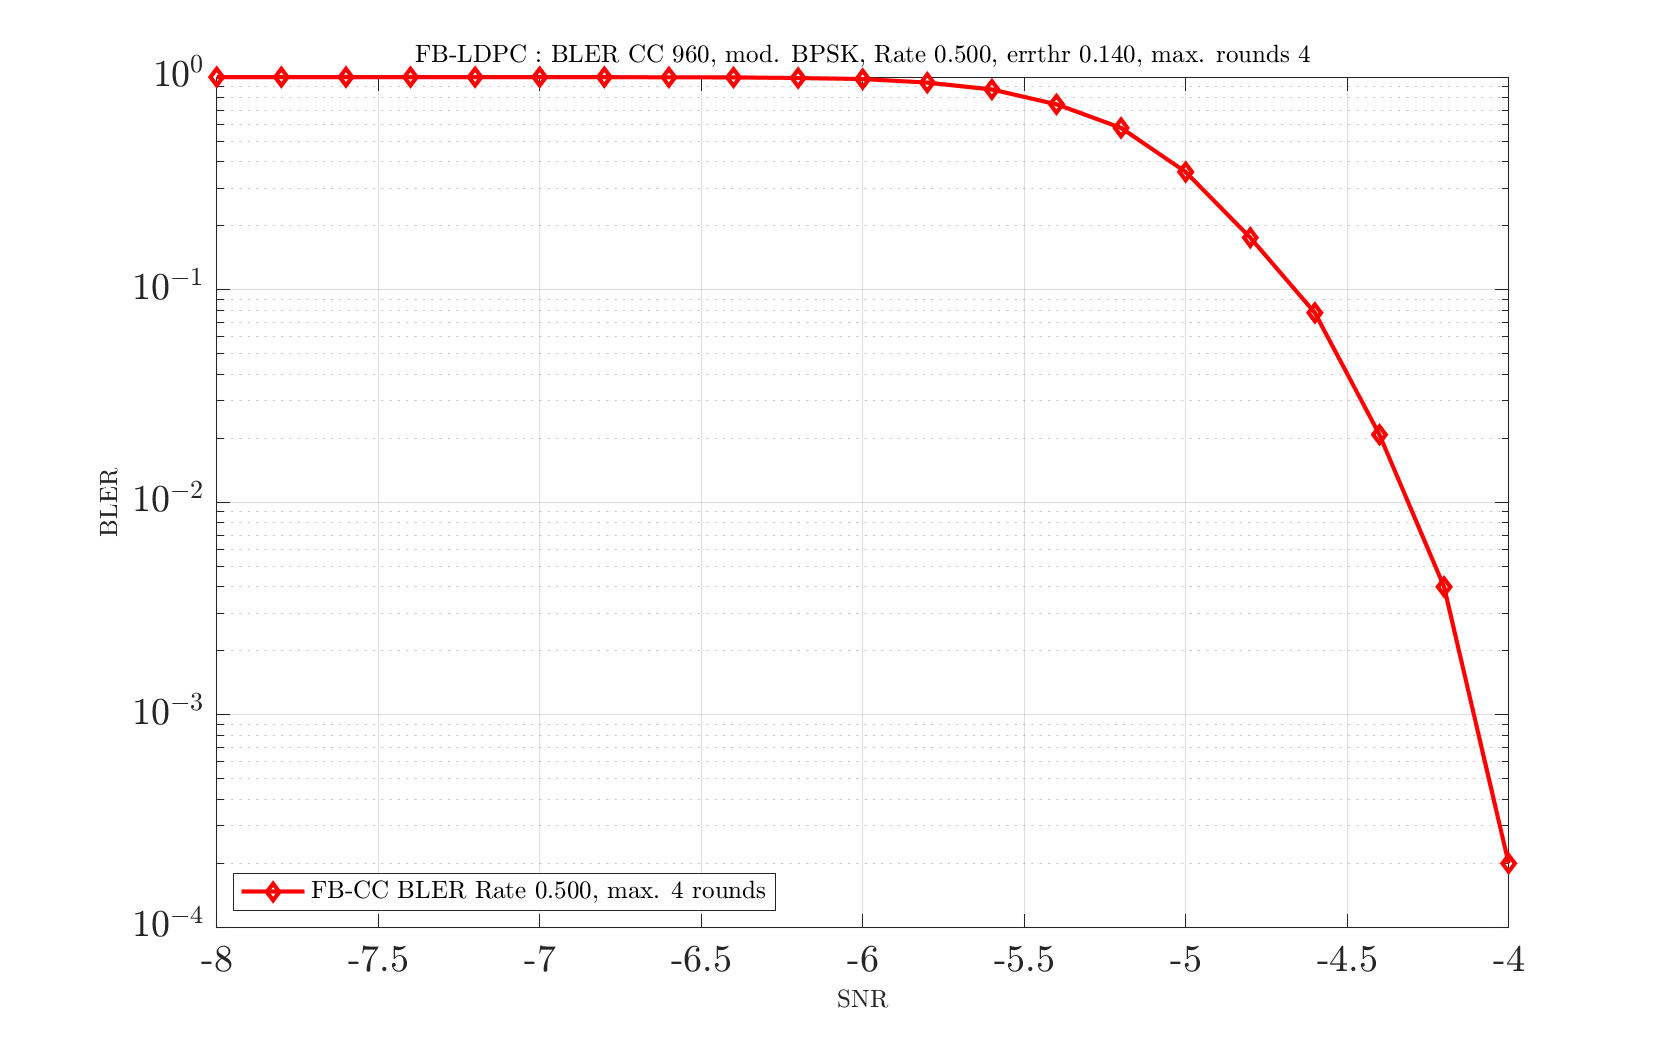 FB-LDPC : BLER CC 960, mod. BPSK, Rate 0.500, errthr 0.140, max. rounds 4
10^0
10^{-1}
10^{-2}
10^{-3}
10^{-4}
BLER
FB-CC BLER Rate 0.500, max. 4 rounds
-8 -7.5 -7 -6.5 -6 -5.5 -5 -4.5 -4
SNR